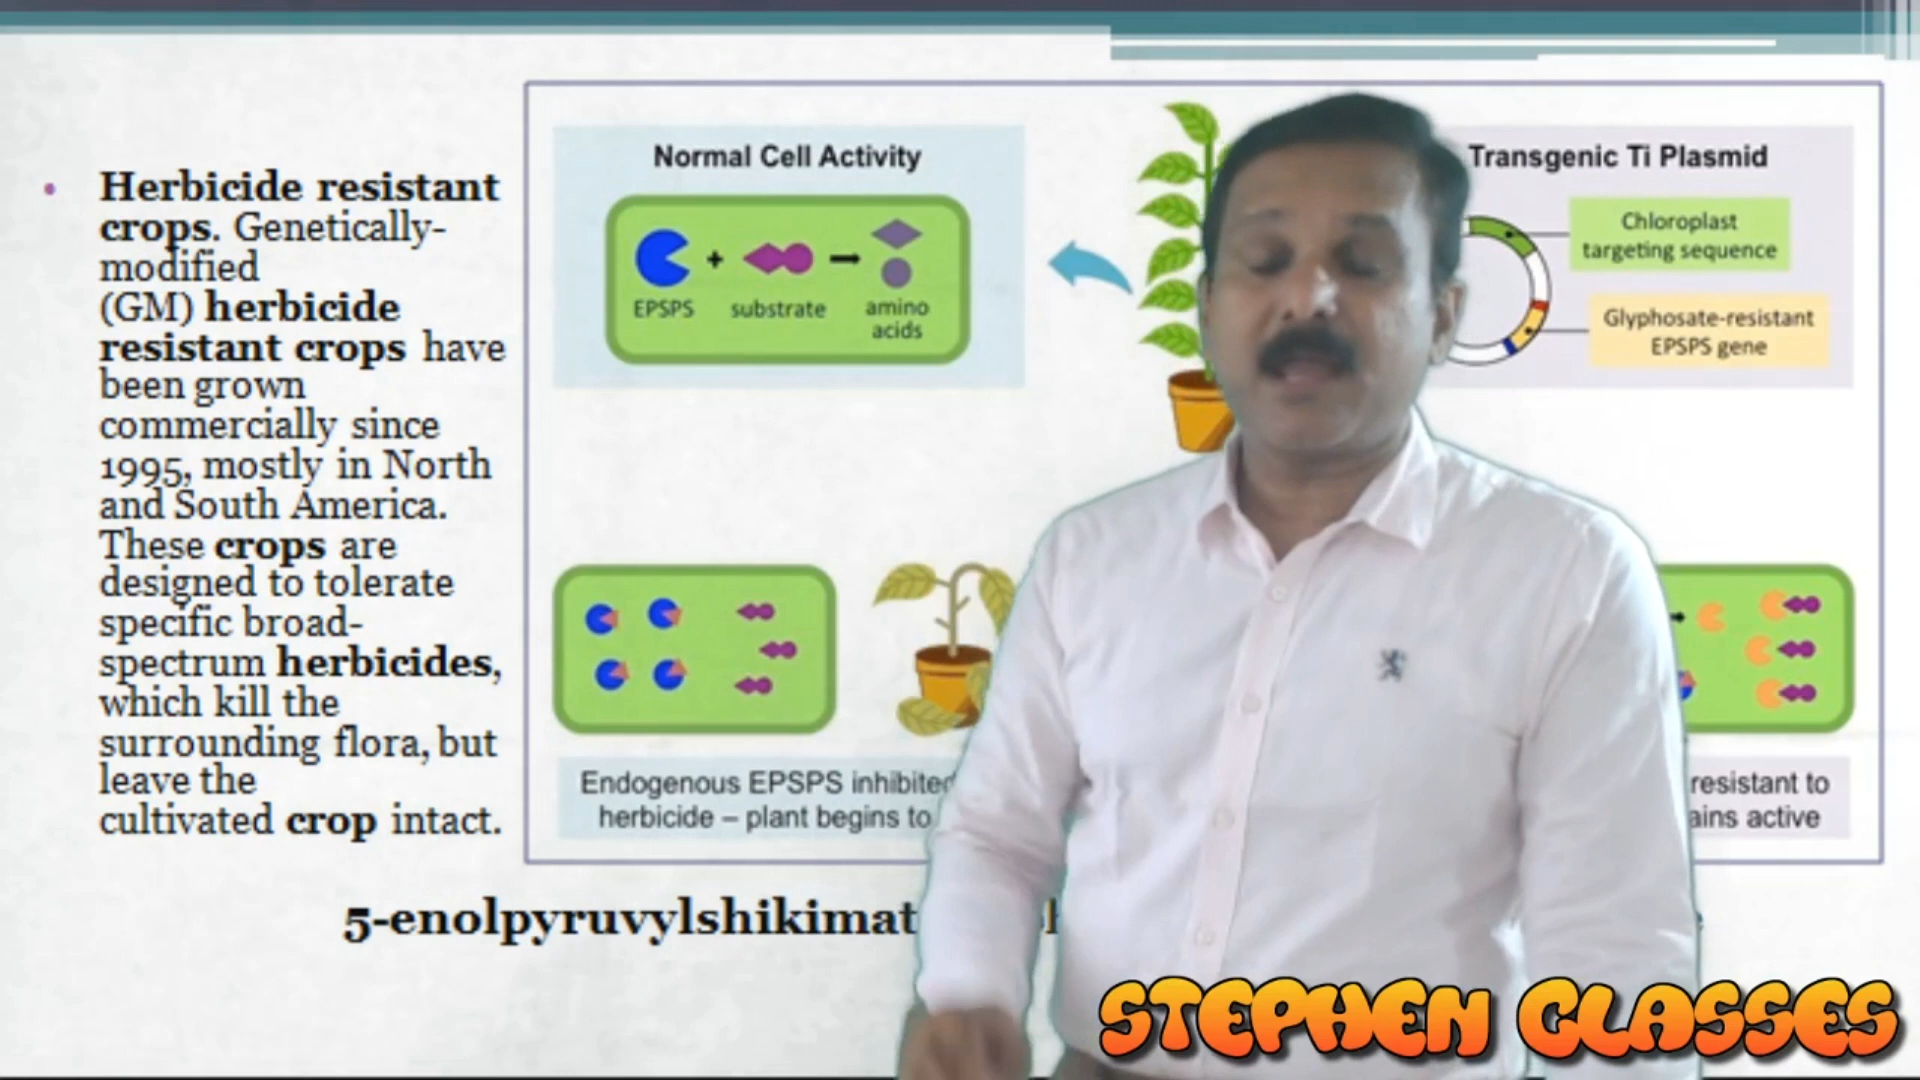 Herbicide resistant
crops. Genetically-
modified
(GM) herbicide
resistant crops have
been grown
commercially since
1995, mostly in North
and South America.
These crops are
designed to tolerate
specific broad-
spectrum herbicides,
which kill the
surrounding flora, but
leave the
cultivated crop intact.
Normal Cell Activity
EPSPS + substrate
amino
acids
Transgenic Ti Plasmid
Chloroplast
targeting sequence
Glyphosate-resistant
EPSPS gene
Endogenous EPSPS inhibited
herbicide – plant begins to
resistant to
active
5-enolpyruvylshikimat
STEPHEN CLASSES